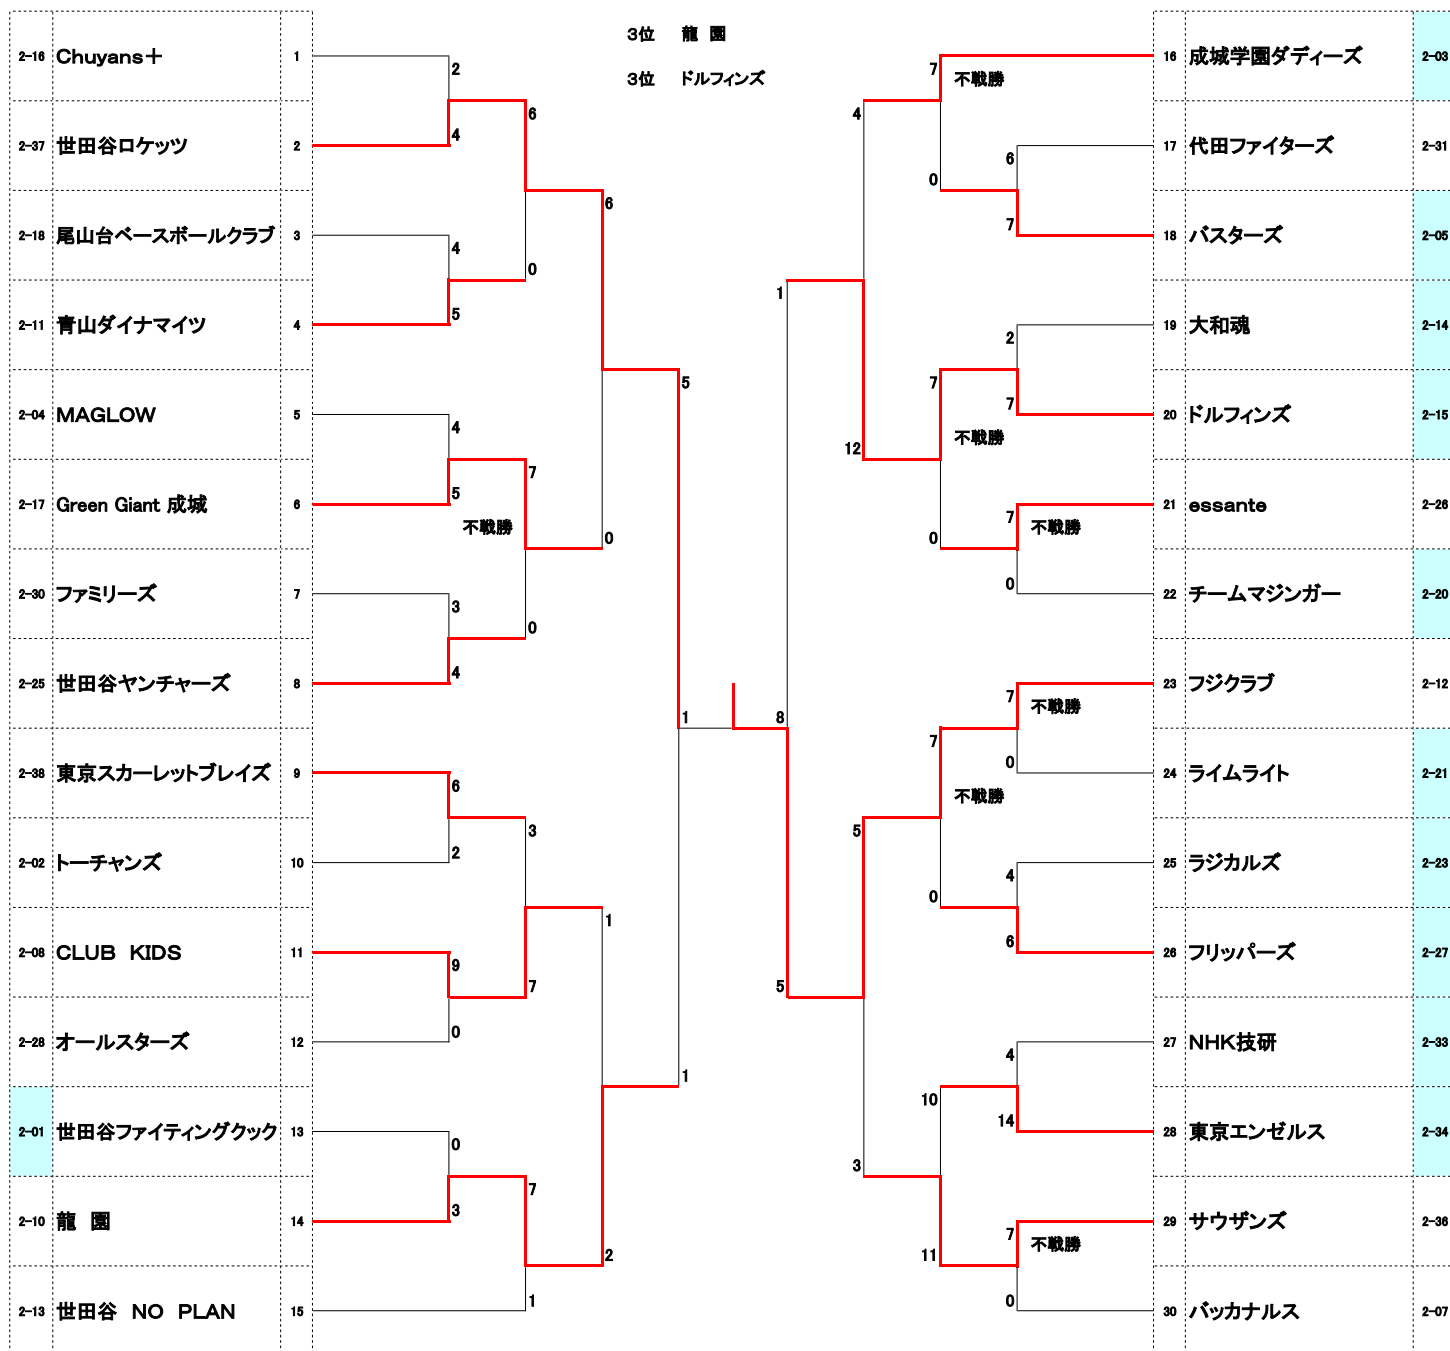 3位 龍 園
3位 ドルフィンズ
2-16 Chuyans＋ 1
2-37 世田谷ロケッツ 2
2-18 尾山台ベースボールクラブ 3
2-11 青山ダイナマイツ 4
2-04 MAGLOW 5
2-17 Green Giant 成城 6
2-30 ファミリーズ 7
2-25 世田谷ヤンチャーズ 8
2-38 東京スカーレットブレイズ 9
2-02 トーチャンズ 10
2-08 CLUB KIDS 11
2-28 オールスターズ 12
2-01 世田谷ファイティングクック 13
2-10 龍 園 14
2-13 世田谷 NO PLAN 15
2
4
4
5
4
5
3
4
6
2
9
0
0
3
6
0
7
不戦勝
0
3
7
7
1
6
0
1
2
5
1
1
8
1
5
4
12
5
3
7
不戦勝
0
7
不戦勝
0
7
不戦勝
0
10
11
6
7
2
7
7
不戦勝
0
7
不戦勝
0
4
6
4
14
7
不戦勝
0
16 成城学園ダディーズ 2-03
17 代田ファイターズ 2-31
18 バスターズ 2-05
19 大和魂 2-14
20 ドルフィンズ 2-15
21 essante 2-26
22 チームマジンガー 2-20
23 フジクラブ 2-12
24 ライムライト 2-21
25 ラジカルズ 2-23
26 フリッパーズ 2-27
27 NHK技研 2-33
28 東京エンゼルス 2-34
29 サウザンズ 2-36
30 バッカナルス 2-07